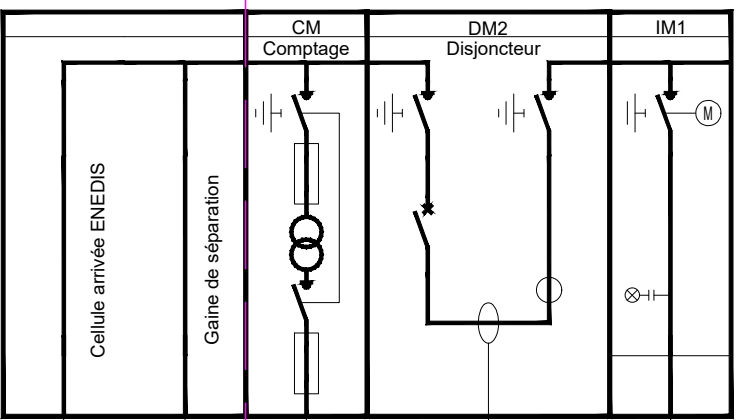 CM
Comptage
DM2
Disjoncteur
IM1
M
Cellule arrivée ENEDIS
Gaine de séparation